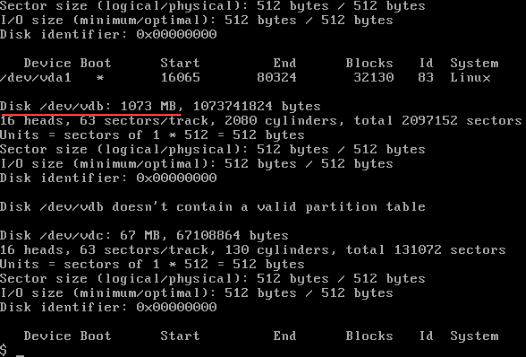 Sector size (logical/physical): 512 bytes / 512 bytes
I/O size (minimum/optimal): 512 bytes / 512 bytes
Disk identifier: 0x00000000
Device Boot Start End Blocks Id System
/dev/vda1 * 16065 80324 32130 83 Linux
Disk /dev/vdb: 1073 MB, 1073741824 bytes
16 heads, 63 sectors/track, 2080 cylinders, total 2097152 sectors
Units = sectors of 1 * 512 = 512 bytes
Sector size (logical/physical): 512 bytes / 512 bytes
I/O size (minimum/optimal): 512 bytes / 512 bytes
Disk identifier: 0x00000000
Disk /dev/vdb doesn't contain a valid partition table
Disk /dev/vdc: 67 MB, 67108864 bytes
16 heads, 63 sectors/track, 130 cylinders, total 131072 sectors
Units = sectors of 1 * 512 = 512 bytes
Sector size (logical/physical): 512 bytes / 512 bytes
I/O size (minimum/optimal): 512 bytes / 512 bytes
Disk identifier: 0x00000000
Device Boot Start End Blocks Id System
$ _